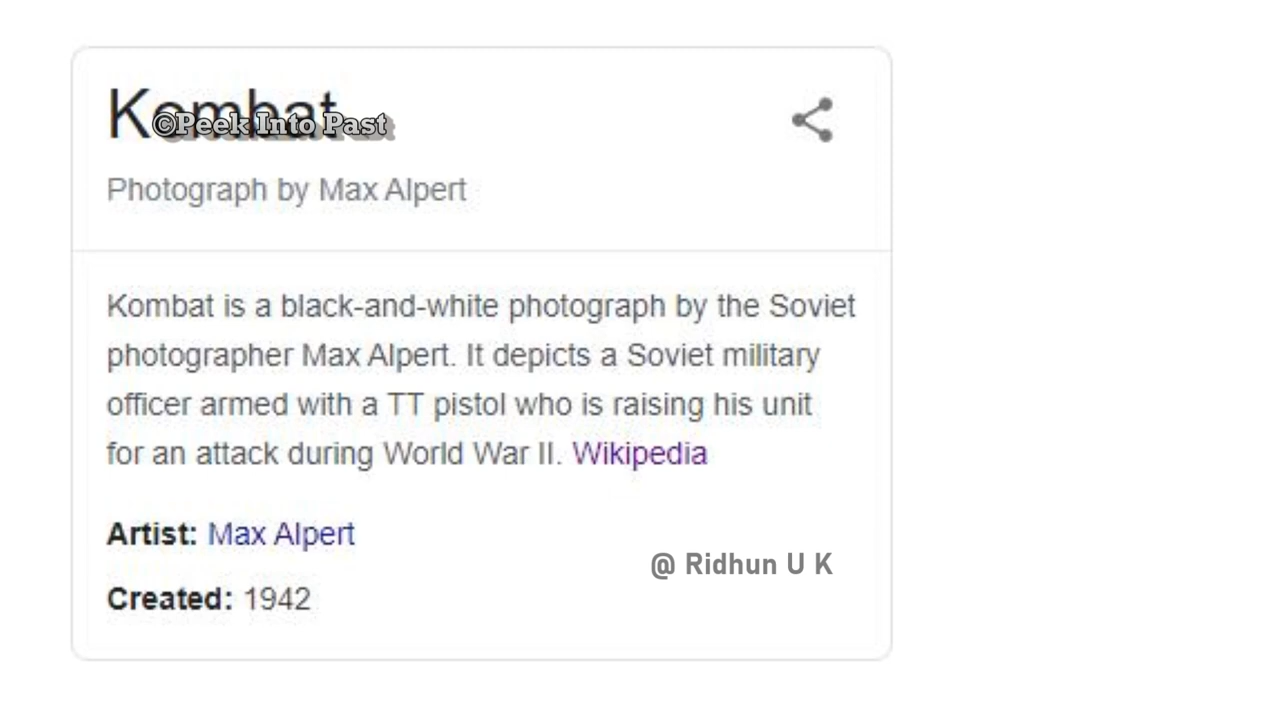 Kombat
©Peek Into Past
Photograph by Max Alpert
Kombat is a black-and-white photograph by the Soviet
photographer Max Alpert. It depicts a Soviet military
officer armed with a TT pistol who is raising his unit
for an attack during World War II. Wikipedia
Artist: Max Alpert
@ Ridhun U K
Created: 1942